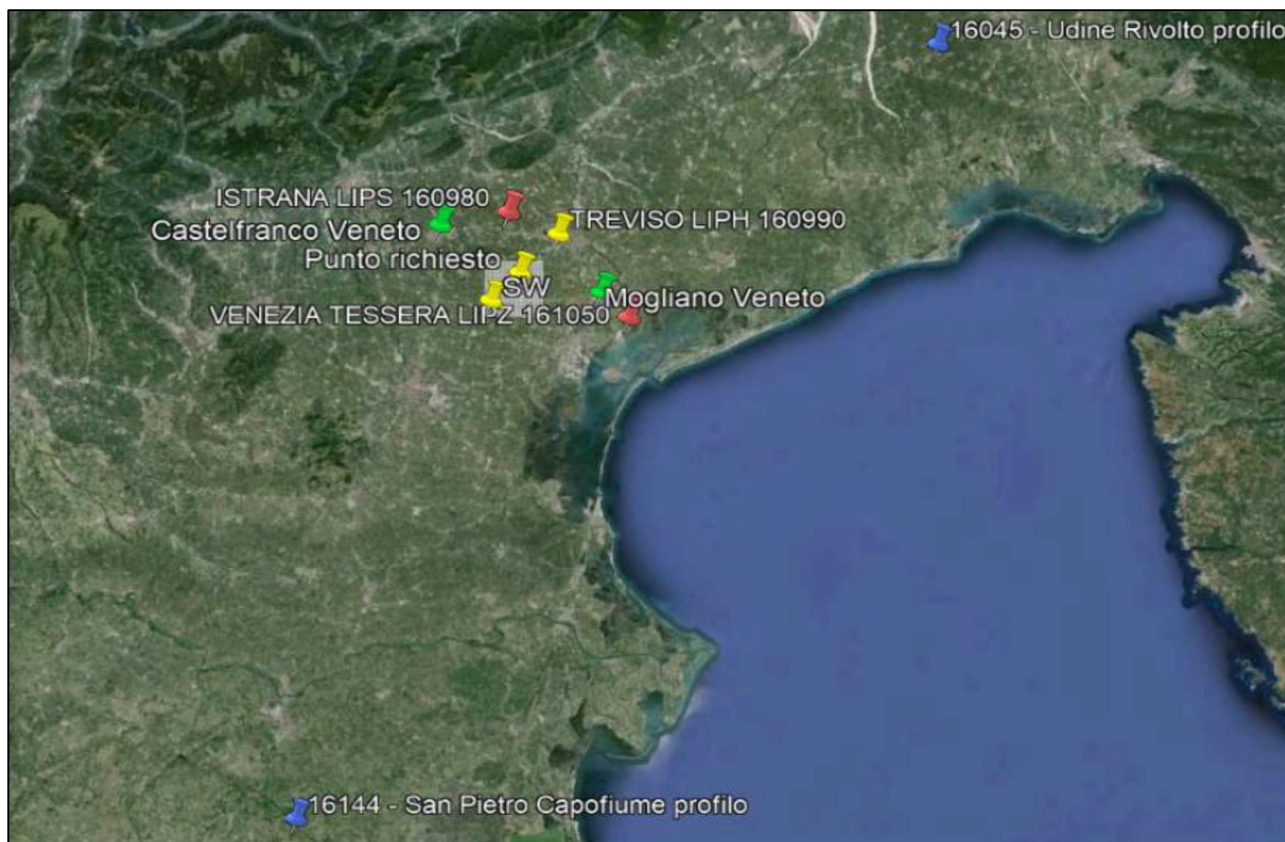 16045 - Udine Rivolto profilo
ISTRANA LIPS 160980
TREVISO LIPH 160990
Castelfranco Veneto
Punto richiesto
SW
Mogliano Veneto
VENEZIA TESSERA LIPZ 161050
16144 - San Pietro Capofiume profilo